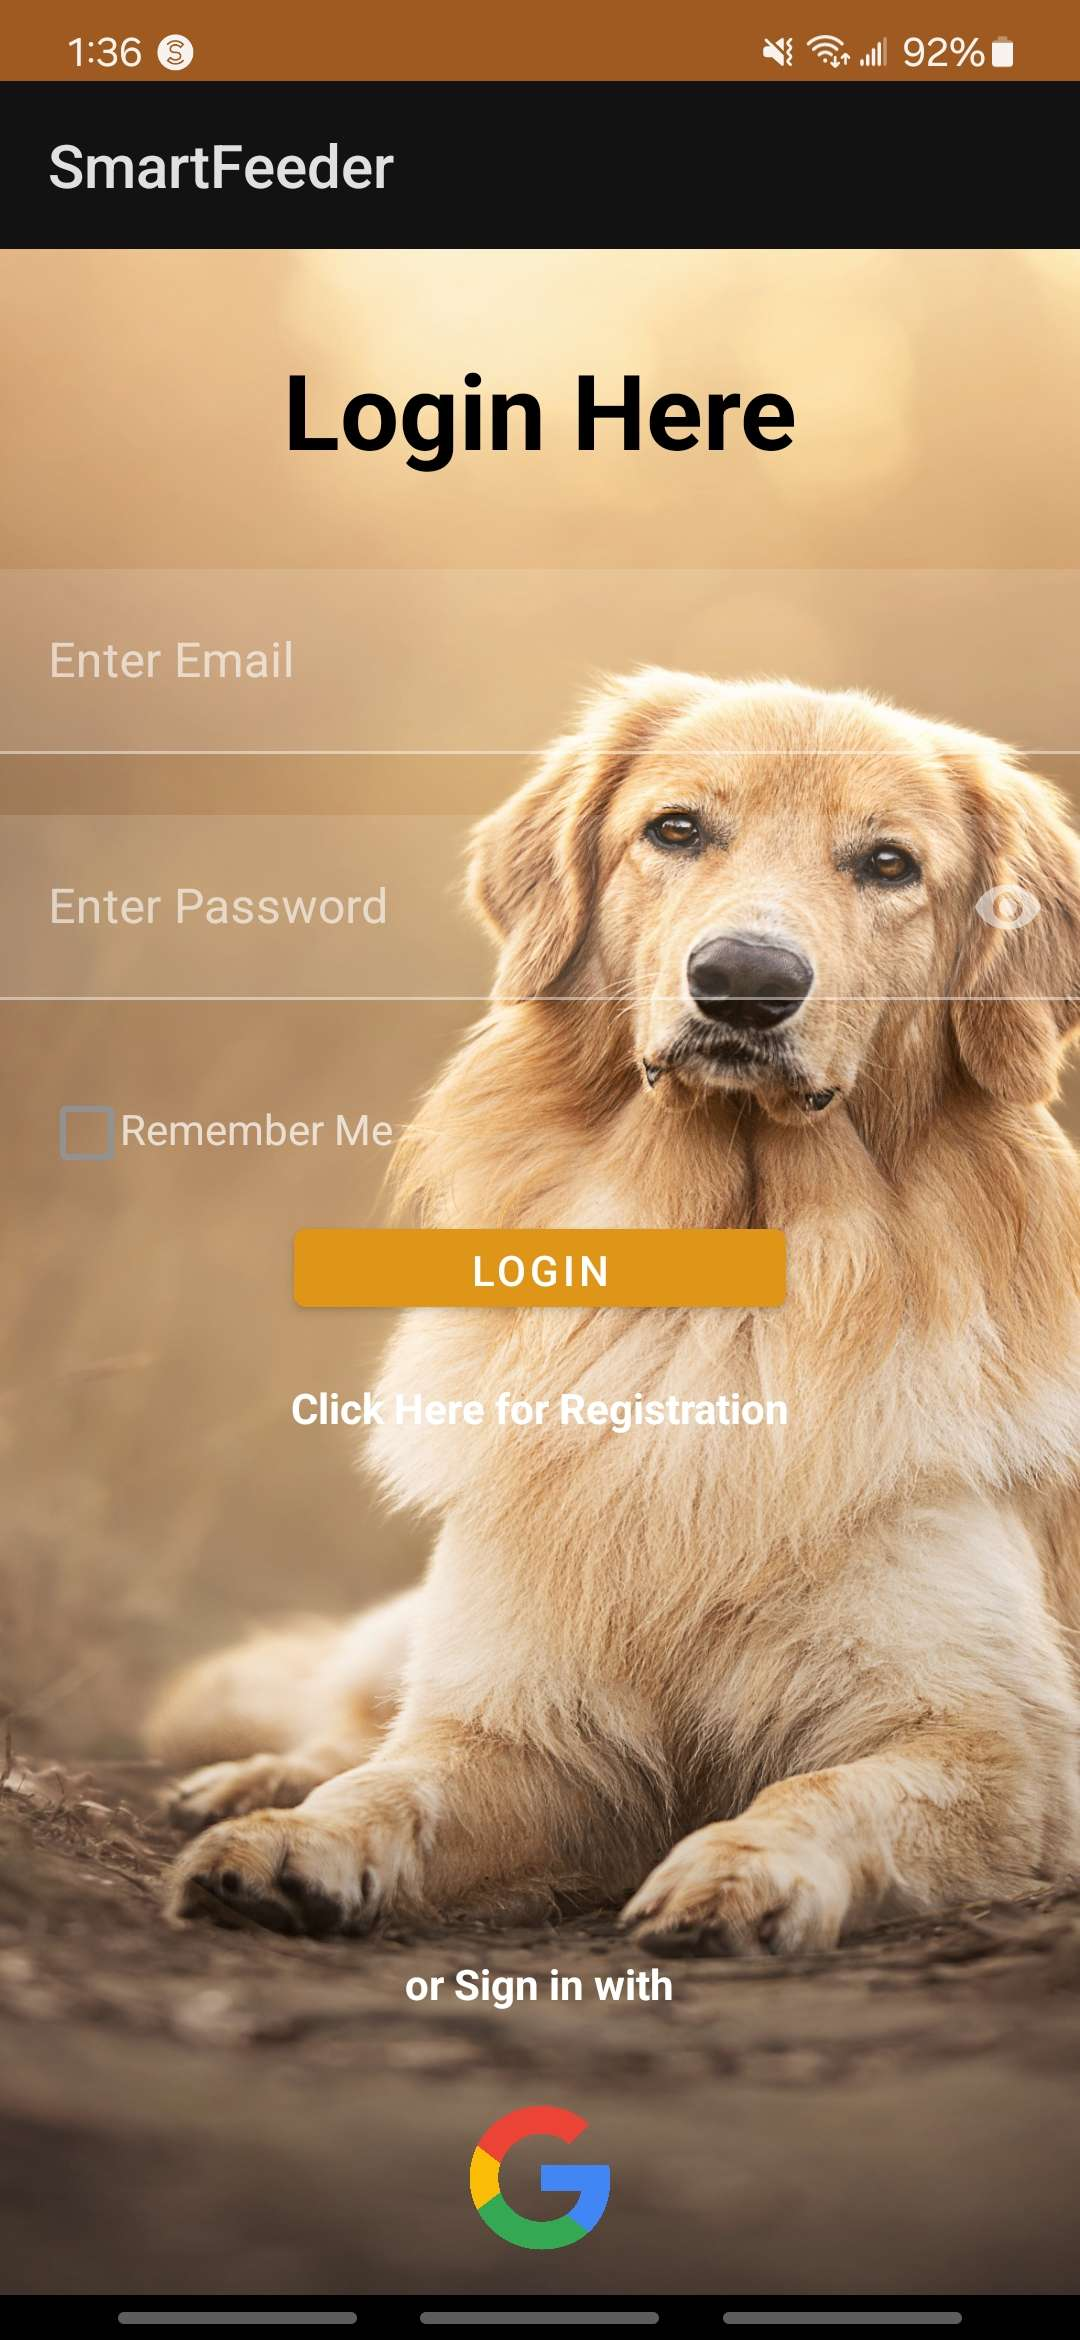 1:36 92%
SmartFeeder
Login Here
Enter Email
Enter Password
Remember Me
LOGIN
Click Here for Registration
or Sign in with